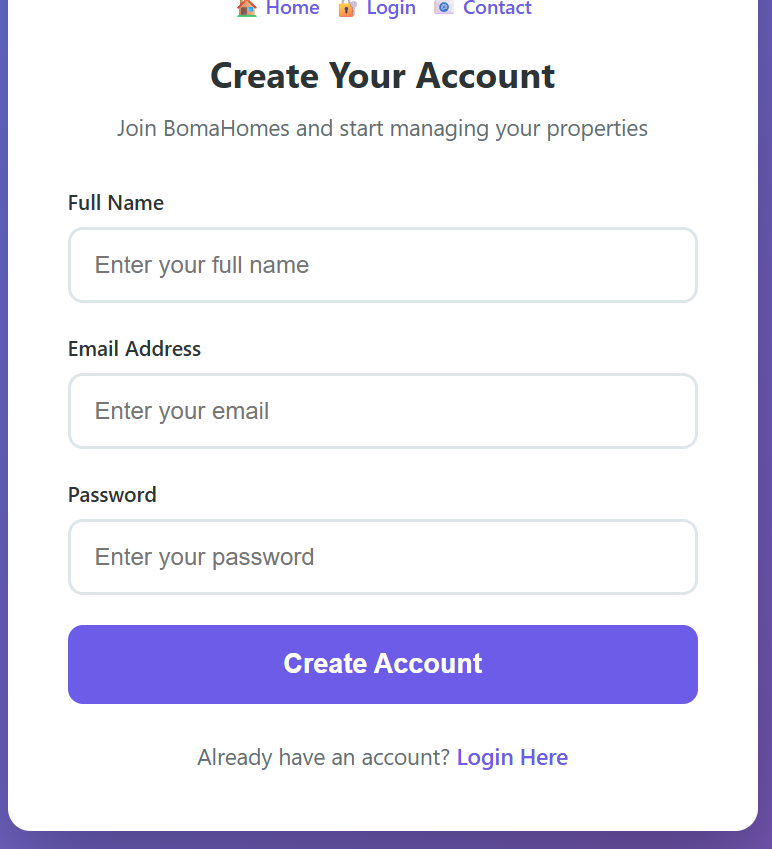 Home Login Contact
Create Your Account
Join BomaHomes and start managing your properties
Full Name
Enter your full name
Email Address
Enter your email
Password
Enter your password
Create Account
Already have an account? Login Here